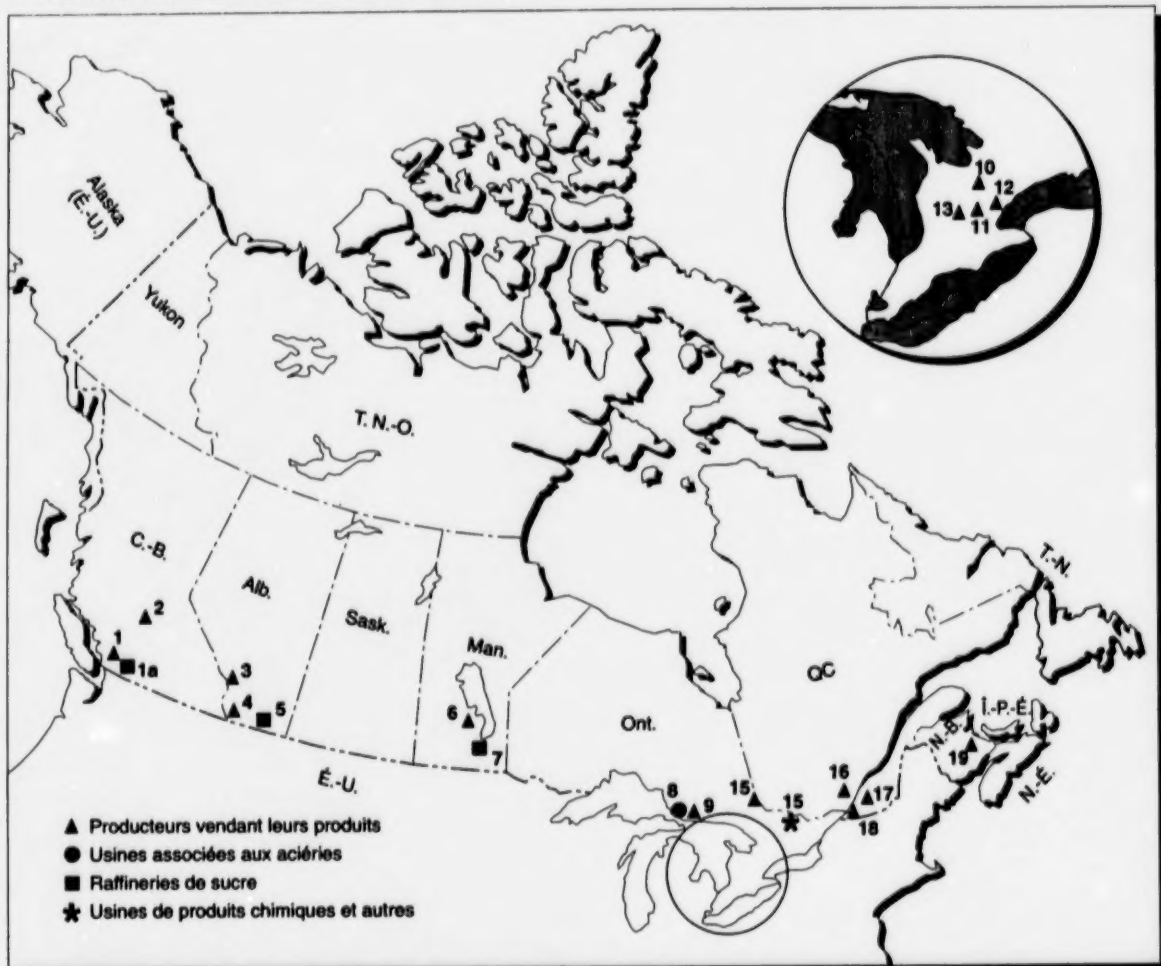 Alaska
(É.-U.)
Yukon
T. N.-O.
10
12
13
11
C.-B.
Alb.
Sask.
Man.
Ont.
QC
T.-N.
Î.-P.-É.
N.-B.
N.-É.
2
1
1a
3
4
5
6
7
8
9
15
15
16
17
18
19
É.-U.
▲ Producteurs vendant leurs produits
● Usines associées aux aciéries
■ Raffineries de sucre
★ Usines de produits chimiques et autres